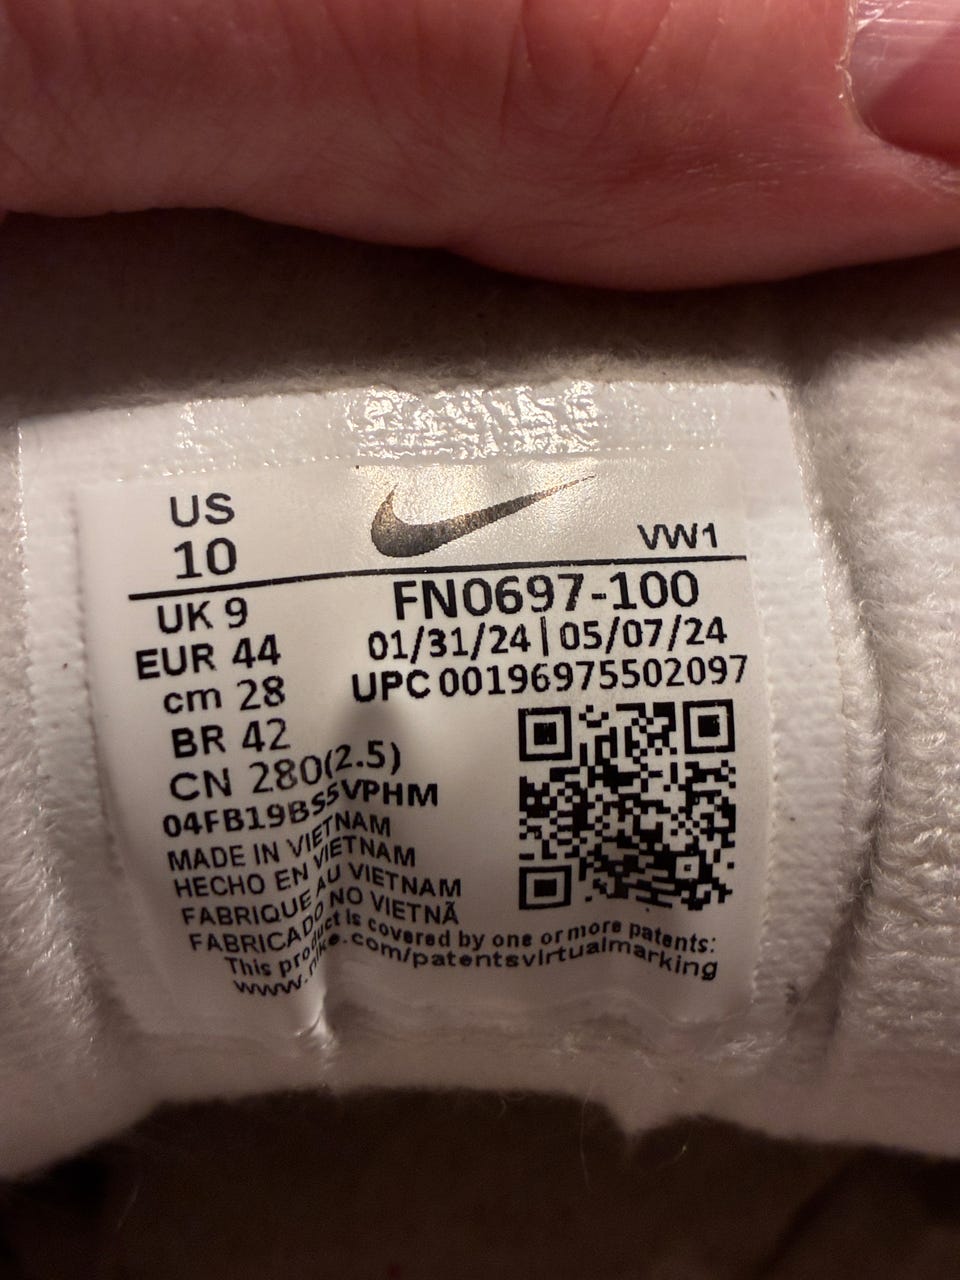 US
10
VW1
UK 9
EUR 44
cm 28
BR 42
CN 280(2.5)
FN0697-100
01/31/24 | 05/07/24
UPC 00196975502097
04FB19BS5VPHM
MADE IN VIETNAM
HECHO EN VIETNAM
FABRIQUE AU VIETNAM
FABRICADO NO VIETNÃ
This product is covered by one or more patents:
www.nike.com/patentsvirtualmarking